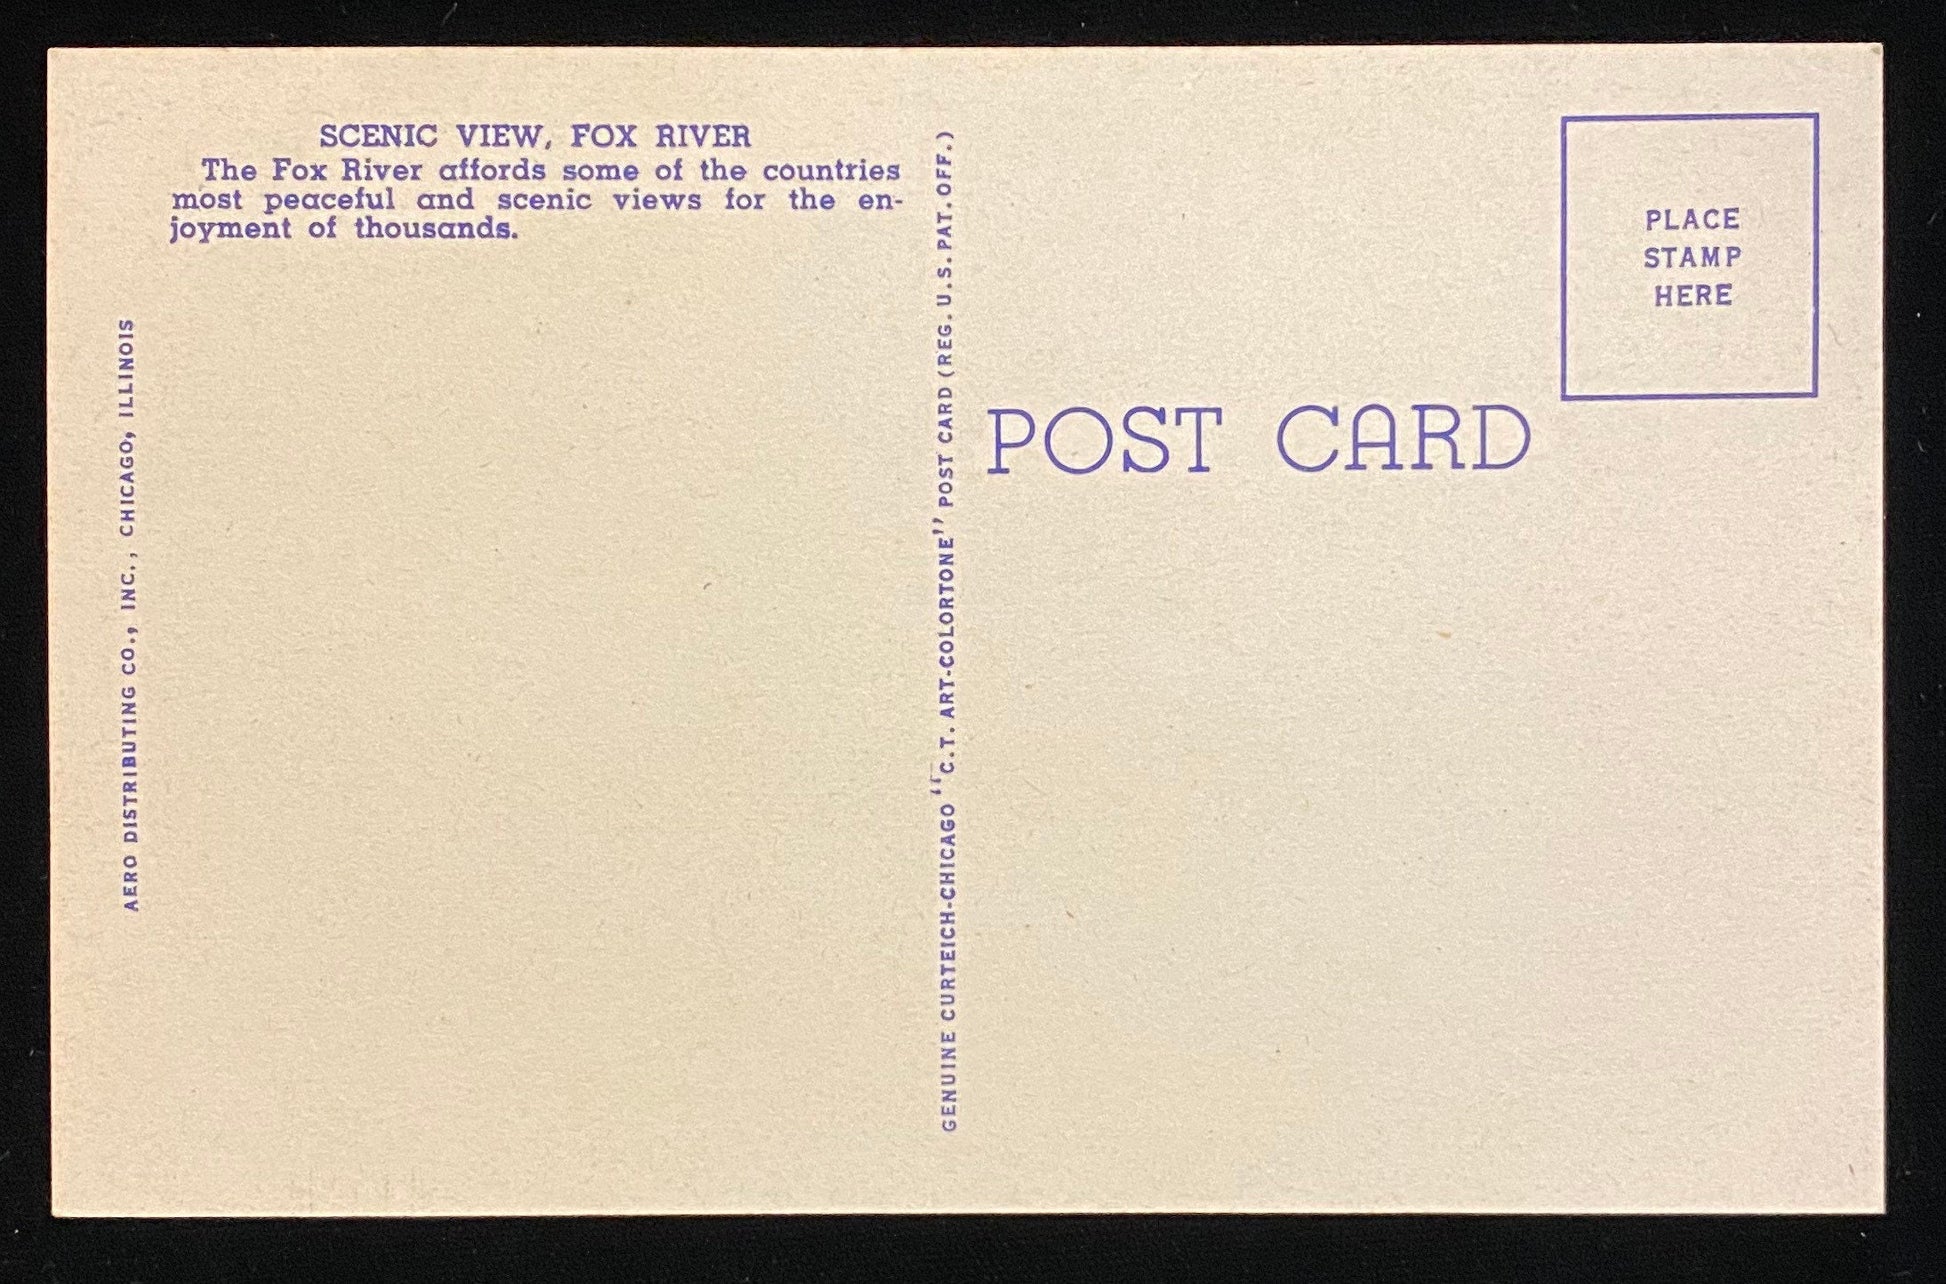 SCENIC VIEW, FOX RIVER
The Fox River affords some of the countries
most peaceful and scenic views for the en-
joyment of thousands.
AERO DISTRIBUTING CO., INC., CHICAGO, ILLINOIS
GENUINE CURTEICH-CHICAGO "C.T. ART-COLORTONE" POST CARD (REG. U.S. PAT. OFF.)
PLACE
STAMP
HERE
POST CARD